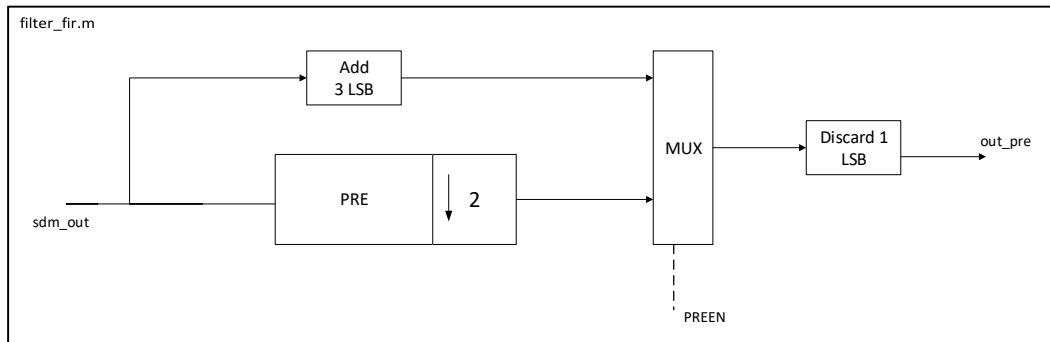 filter_fir.m
Add
3 LSB
MUX
Discard 1
LSB
out_pre
PRE
2
sdm_out
PREEN